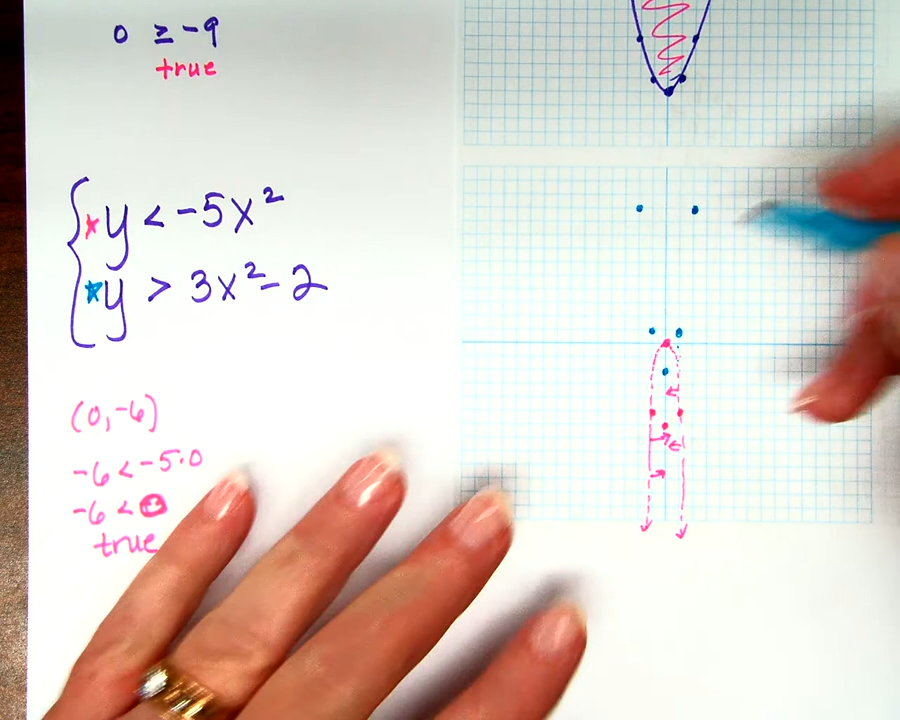 0 ≥ -9
true
* y < -5x²
* y > 3x² - 2
(0, -6)
-6 < -5·0
-6 < 0
true